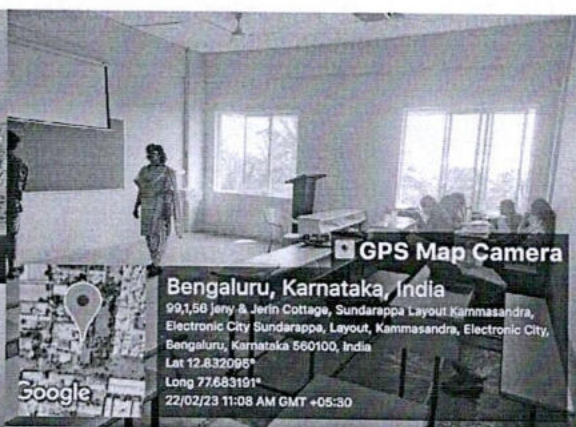 GPS Map Camera
Bengaluru, Karnataka, India
99,1,56 jeny & Jerin Cottage, Sundarappa Layout Kammasandra,
Electronic City Sundarappa, Layout, Kammasandra, Electronic City,
Bengaluru, Karnataka 560100, India
Lat 12.832095°
Long 77.683191°
22/02/23 11:08 AM GMT +05:30
Google